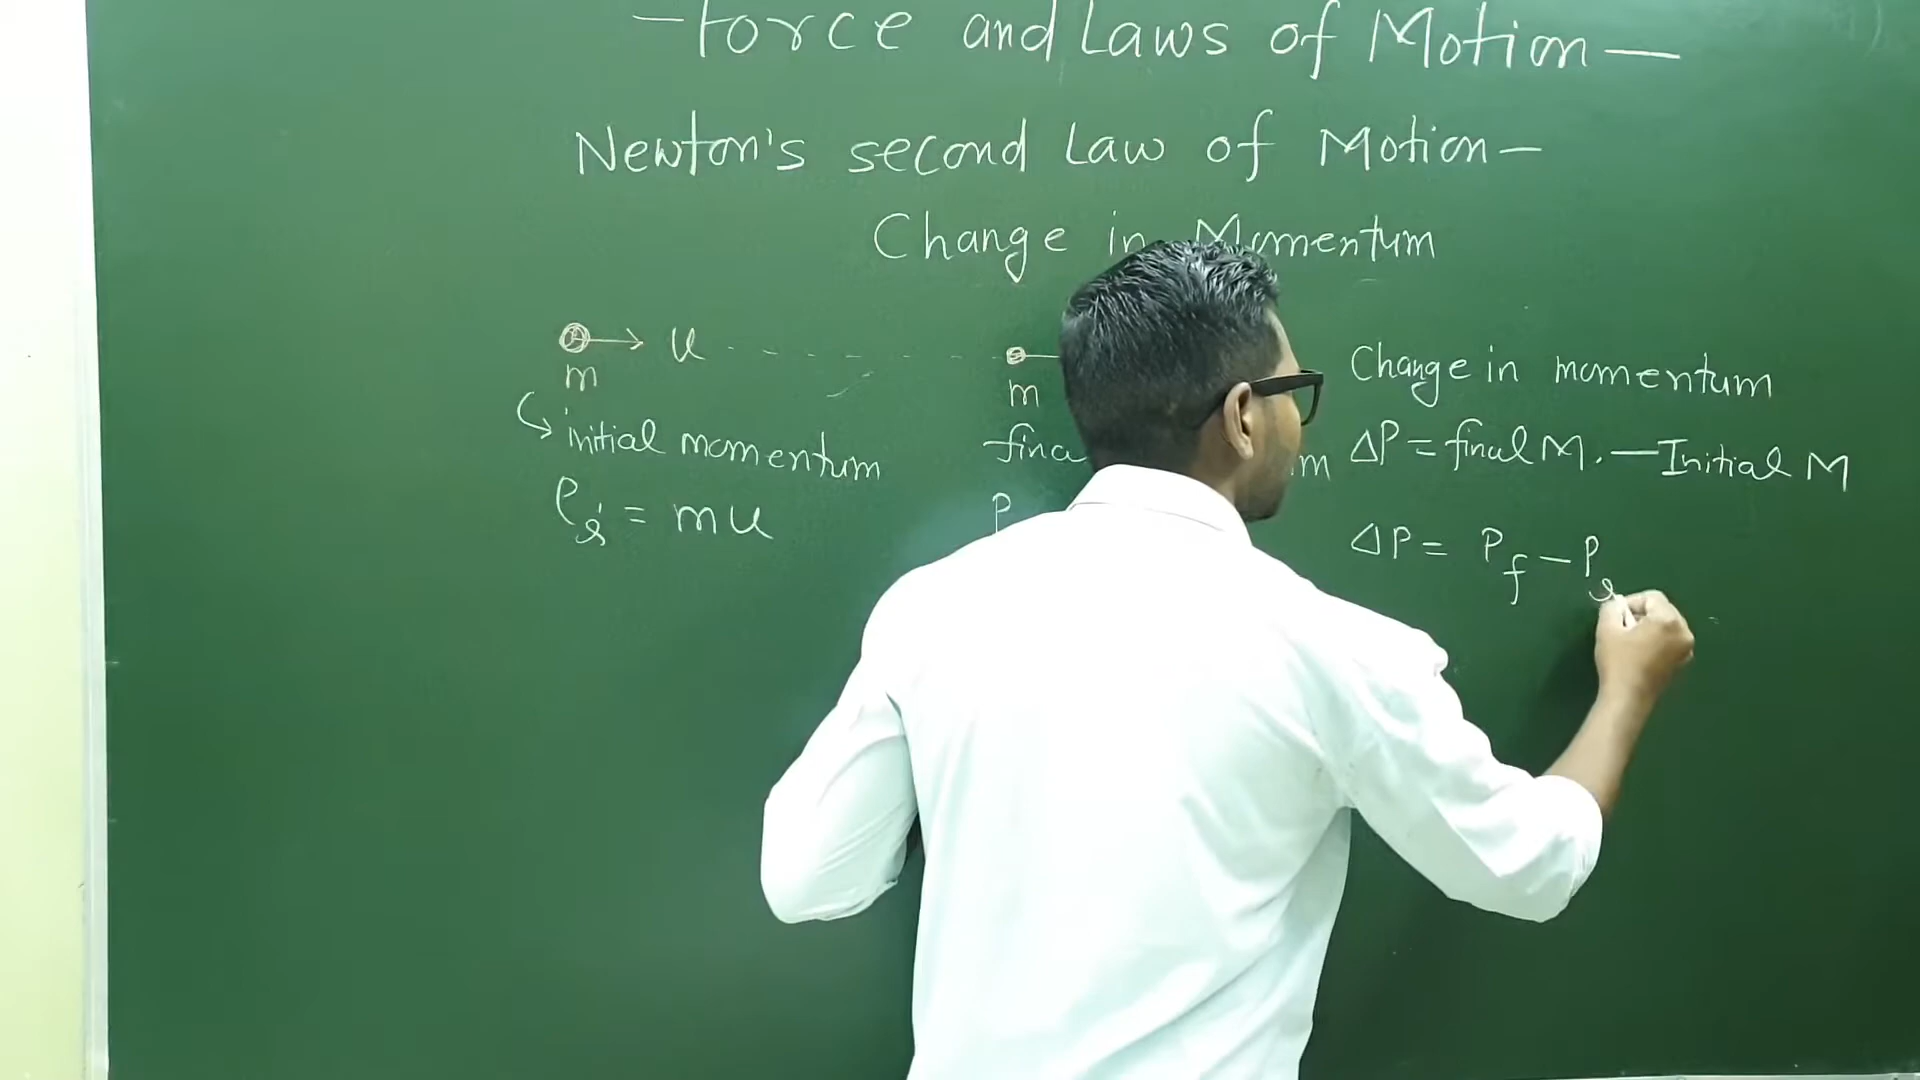 — Force and Laws of Motion —
Newton's second Law of Motion —
Change in Momentum
u
m
initial momentum
Pi = mu
m
P
Change in momentum
ΔP = final M. — Initial M
ΔP = Pf – Pi